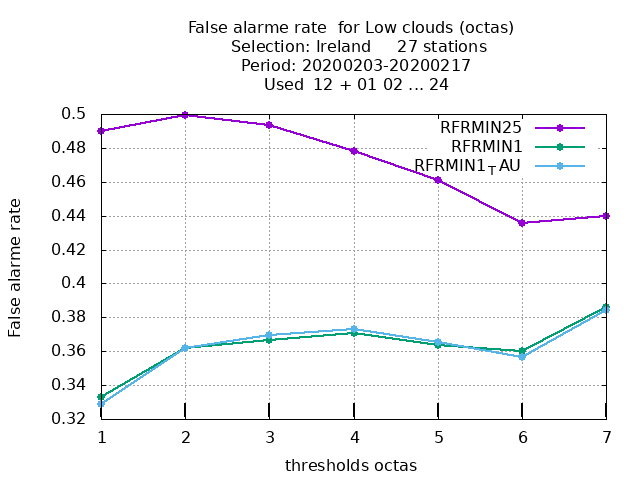 False alarme rate  for Low clouds (octas)
Selection: Ireland     27 stations
Period: 20200203-20200217
Used  12 + 01 02 ... 24
RFRMIN25
RFRMIN1
RFRMIN1TAU
False alarme rate
0.5
0.48
0.46
0.44
0.42
0.4
0.38
0.36
0.34
0.32
1 2 3 4 5 6 7
thresholds octas